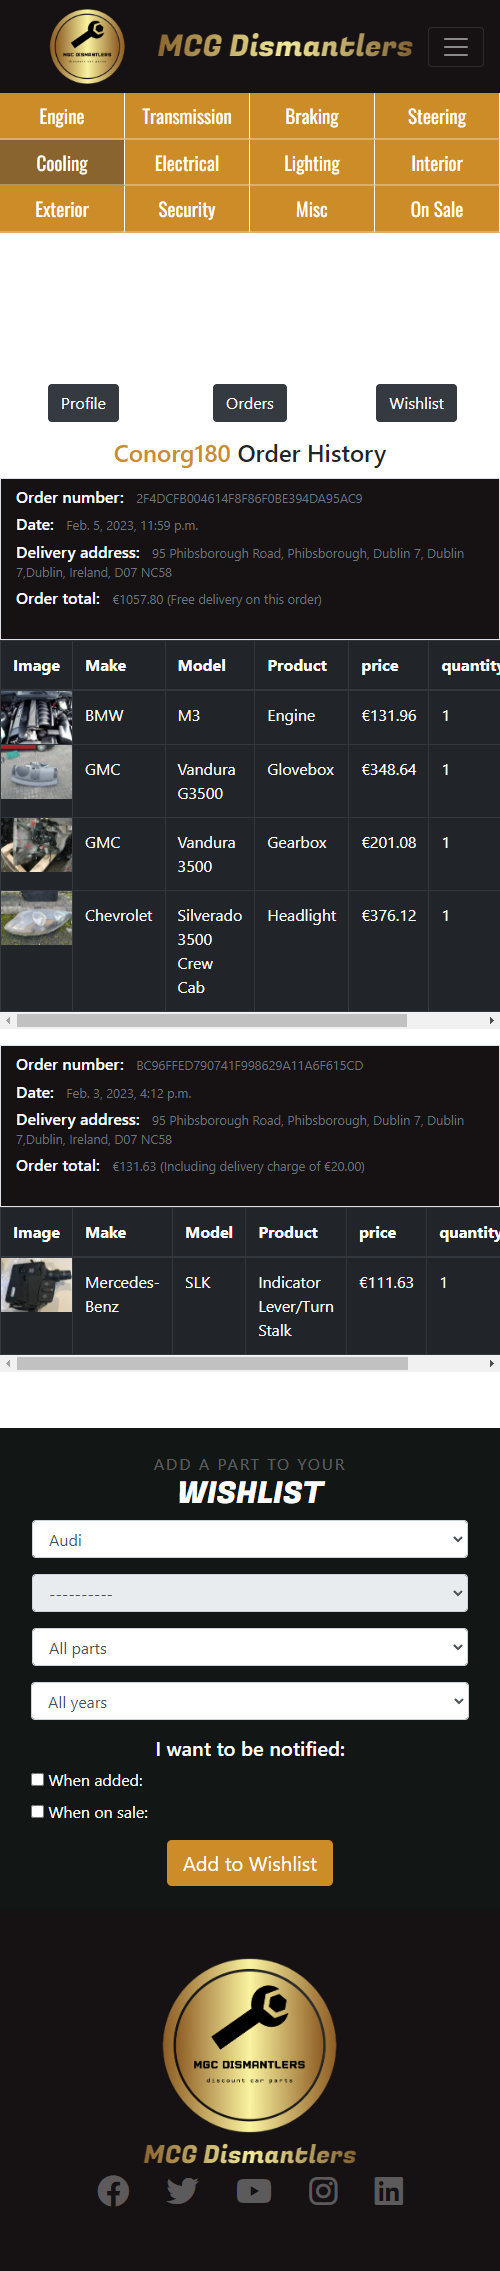 MGC DISMANTLERS
discount car parts
MCG Dismantlers
Engine Transmission Braking Steering
Cooling Electrical Lighting Interior
Exterior Security Misc On Sale
Profile Orders Wishlist
Conorg180 Order History
Order number: 2F4DCFB004614F8F86F0BE394DA95AC9
Date: Feb. 5, 2023, 11:59 p.m.
Delivery address: 95 Phibsborough Road, Phibsborough, Dublin 7, Dublin
7,Dublin, Ireland, D07 NC58
Order total: €1057.80 (Free delivery on this order)
Image Make Model Product price quantity
BMW M3 Engine €131.96 1
GMC Vandura Glovebox €348.64 1
G3500
GMC Vandura Gearbox €201.08 1
3500
Chevrolet Silverado Headlight €376.12 1
3500
Crew
Cab
Order number: BC96FFED790741F998629A11A6F615CD
Date: Feb. 3, 2023, 4:12 p.m.
Delivery address: 95 Phibsborough Road, Phibsborough, Dublin 7, Dublin
7,Dublin, Ireland, D07 NC58
Order total: €131.63 (Including delivery charge of €20.00)
Image Make Model Product price quantity
Mercedes- SLK Indicator €111.63 1
Benz Lever/Turn
Stalk
ADD A PART TO YOUR
WISHLIST
Audi
----------
All parts
All years
I want to be notified:
When added:
When on sale:
Add to Wishlist
MGC DISMANTLERS
discount car parts
MCG Dismantlers